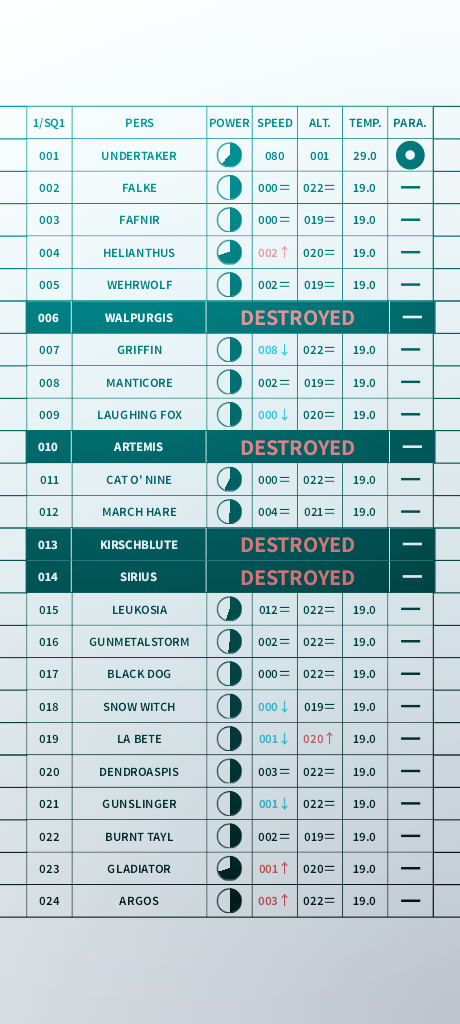 1/SQ1 PERS POWER SPEED ALT. TEMP. PARA.
001 UNDERTAKER 080 001 29.0
002 FALKE 000= 022= 19.0 —
003 FAFNIR 000= 019= 19.0 —
004 HELIANTHUS 002↑ 020= 19.0 —
005 WEHRWOLF 002= 019= 19.0 —
006 WALPURGIS DESTROYED —
007 GRIFFIN 008↓ 022= 19.0 —
008 MANTICORE 002= 019= 19.0 —
009 LAUGHING FOX 000↓ 020= 19.0 —
010 ARTEMIS DESTROYED —
011 CAT O' NINE 000= 022= 19.0 —
012 MARCH HARE 004= 021= 19.0 —
013 KIRSCHBLUTE DESTROYED —
014 SIRIUS DESTROYED —
015 LEUKOSIA 012= 022= 19.0 —
016 GUNMETALSTORM 002= 022= 19.0 —
017 BLACK DOG 000= 022= 19.0 —
018 SNOW WITCH 000↓ 019= 19.0 —
019 LA BETE 001↓ 020↑ 19.0 —
020 DENDROASPIS 003= 022= 19.0 —
021 GUNSLINGER 001↓ 022= 19.0 —
022 BURNT TAYL 002= 019= 19.0 —
023 GLADIATOR 001↑ 020= 19.0 —
024 ARGOS 003↑ 022= 19.0 —